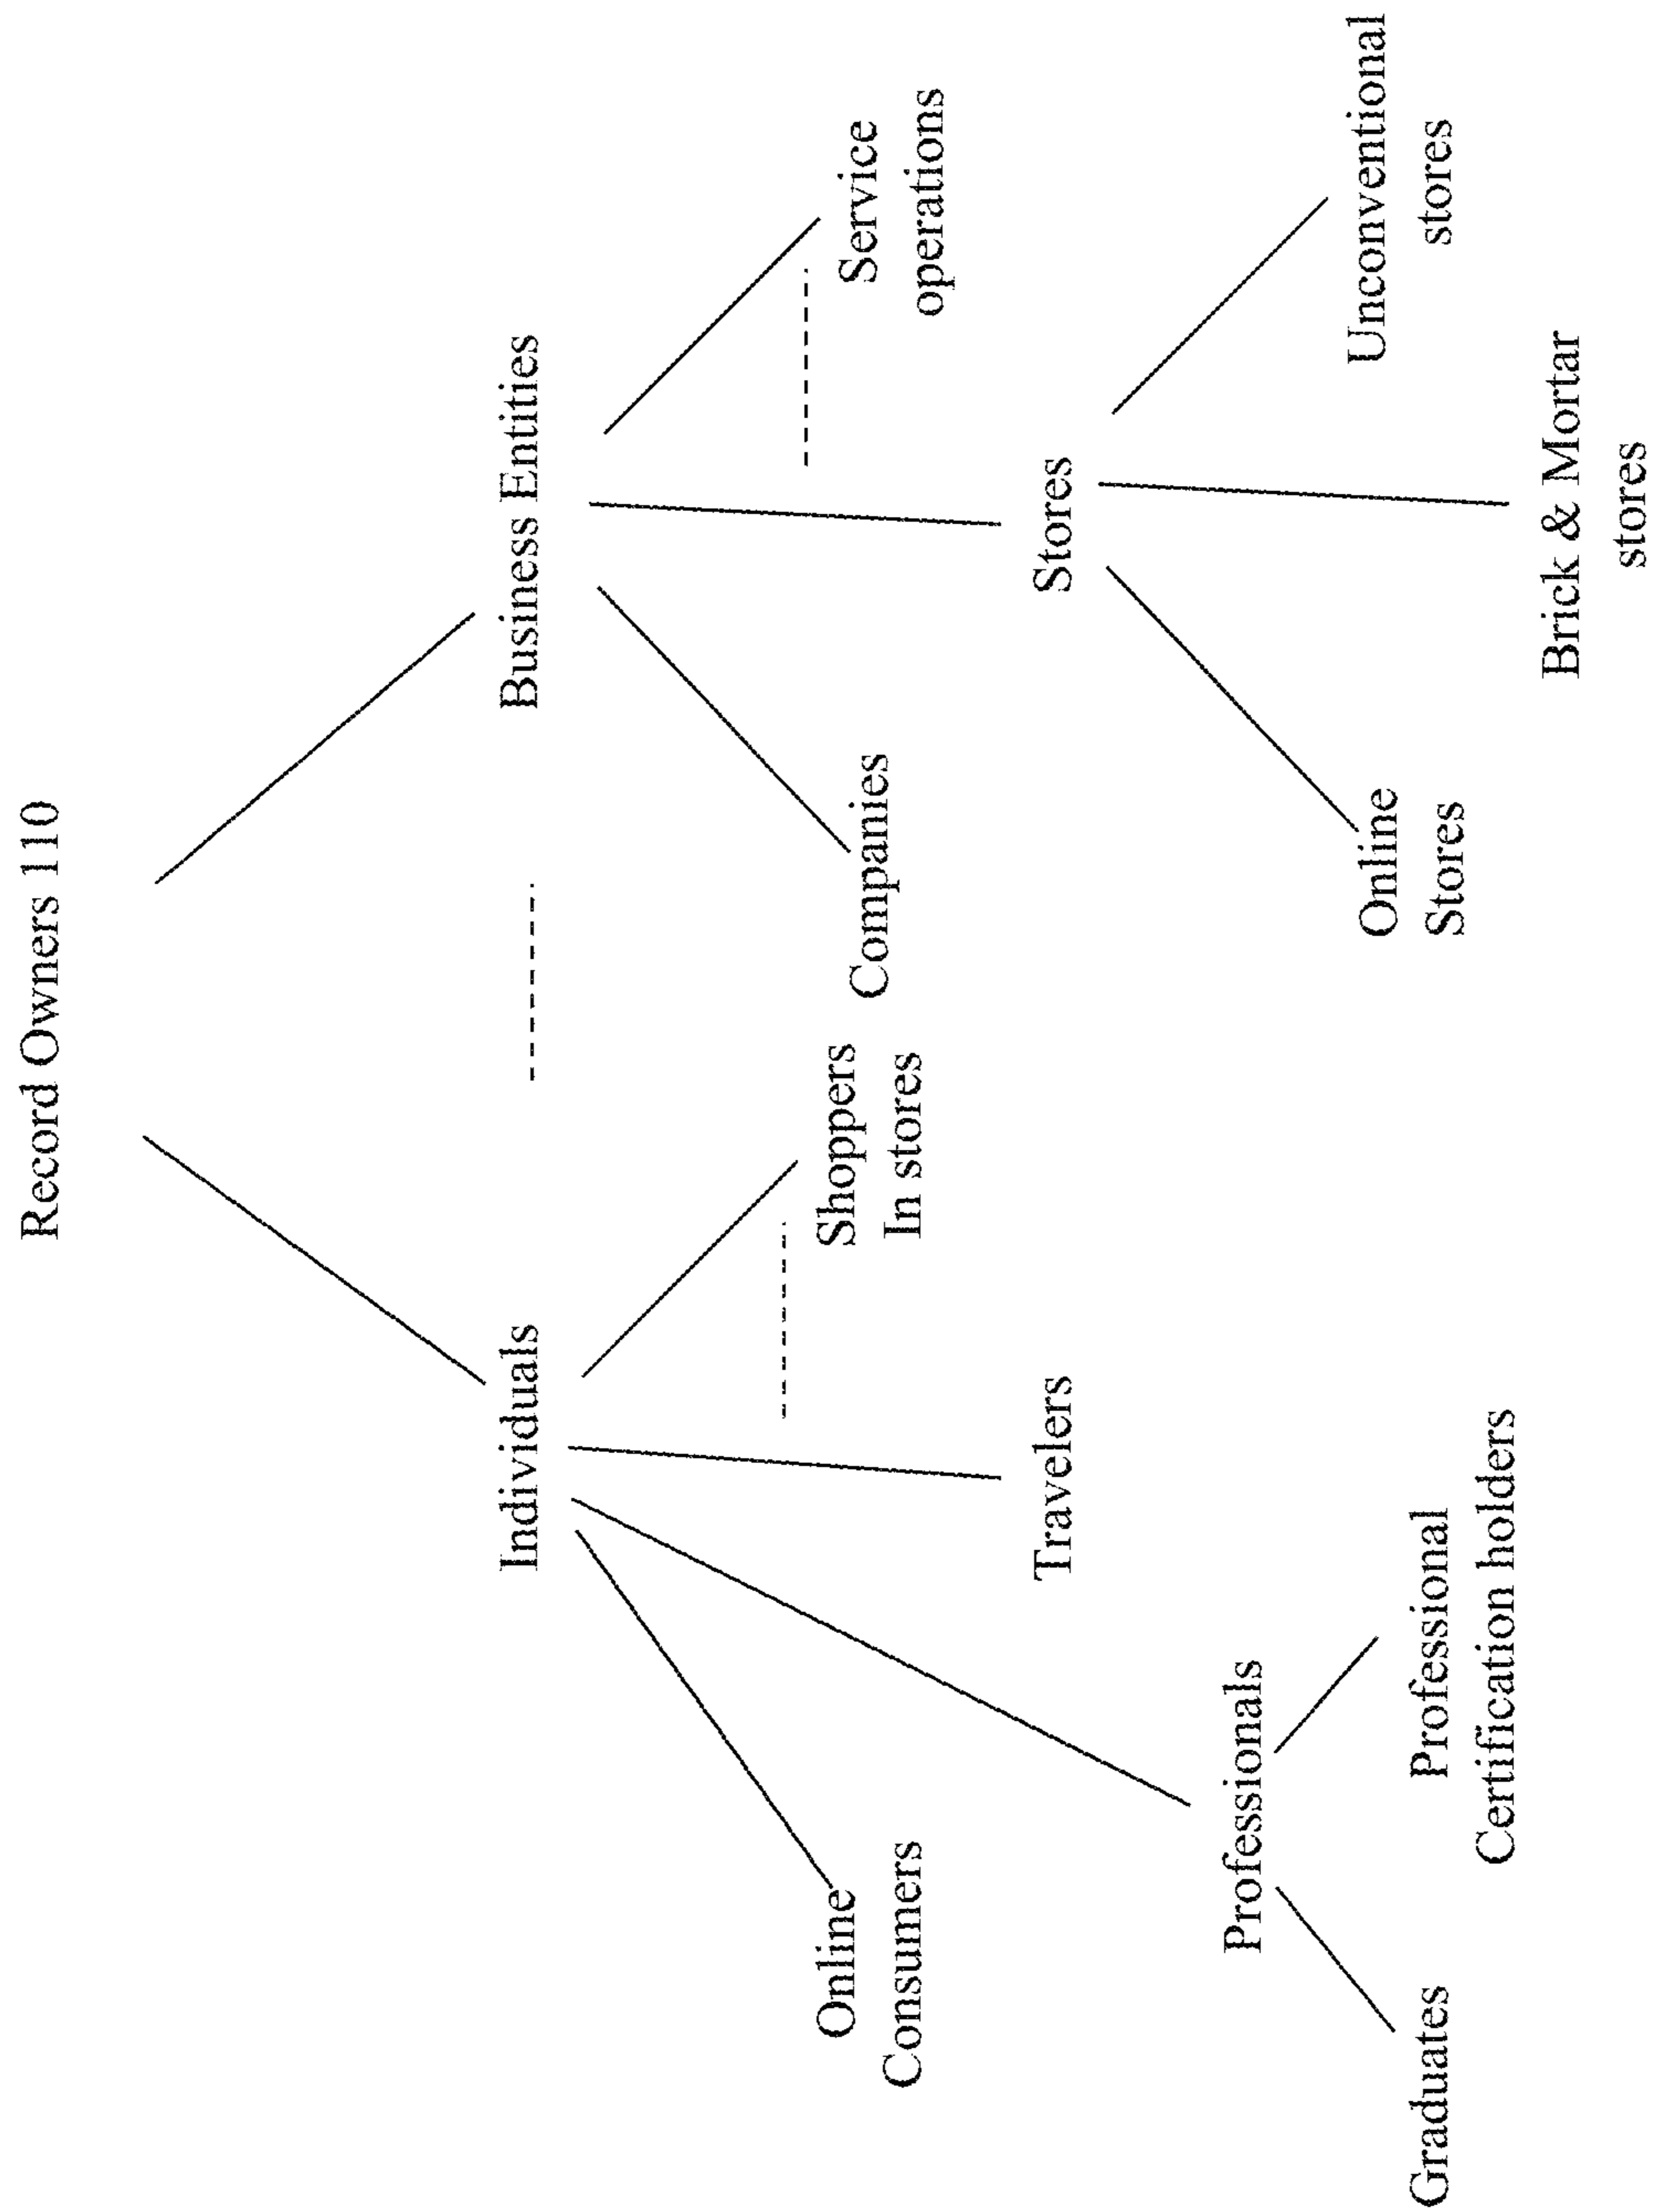 Record Owners 110
Individuals
Business Entities
Online
Consumers
Shoppers
In stores
Companies
Service
operations
Travelers
Stores
Professionals
Graduates
Professional
Certification holders
Online
Stores
Unconventional
stores
Brick & Mortar
stores